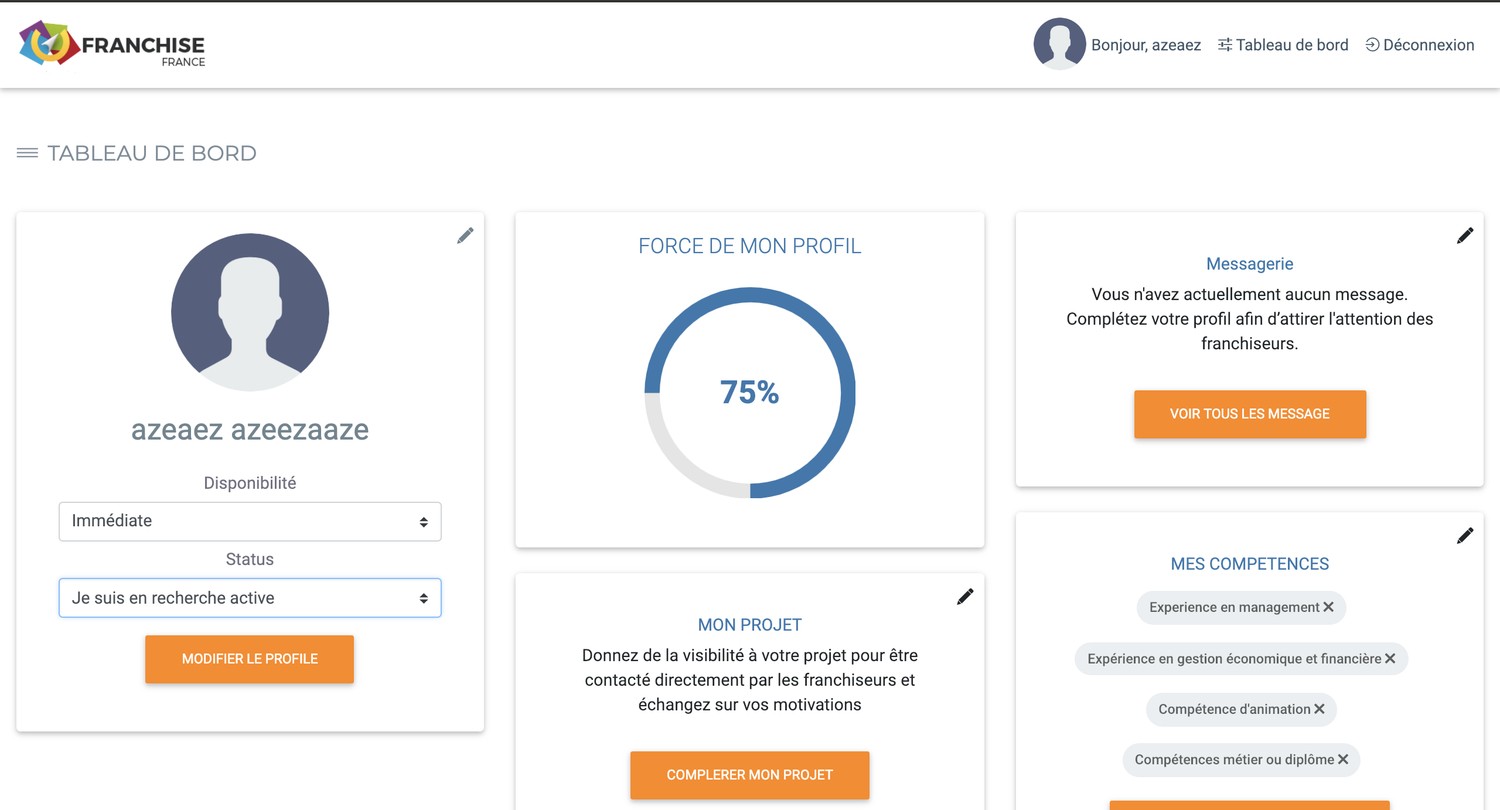 FRANCHISE
FRANCE
Bonjour, azeaez
Tableau de bord
Déconnexion
TABLEAU DE BORD
azeaez azeezaaze
Disponibilité
Immédiate
Status
Je suis en recherche active
MODIFIER LE PROFILE
FORCE DE MON PROFIL
75%
MON PROJET
Donnez de la visibilité à votre projet pour être
contacté directement par les franchiseurs et
échangez sur vos motivations
COMPLERER MON PROJET
Messagerie
Vous n'avez actuellement aucun message.
Complétez votre profil afin d’attirer l'attention des
franchiseurs.
VOIR TOUS LES MESSAGE
MES COMPETENCES
Experience en management
Expérience en gestion économique et financière
Compétence d'animation
Compétences métier ou diplôme